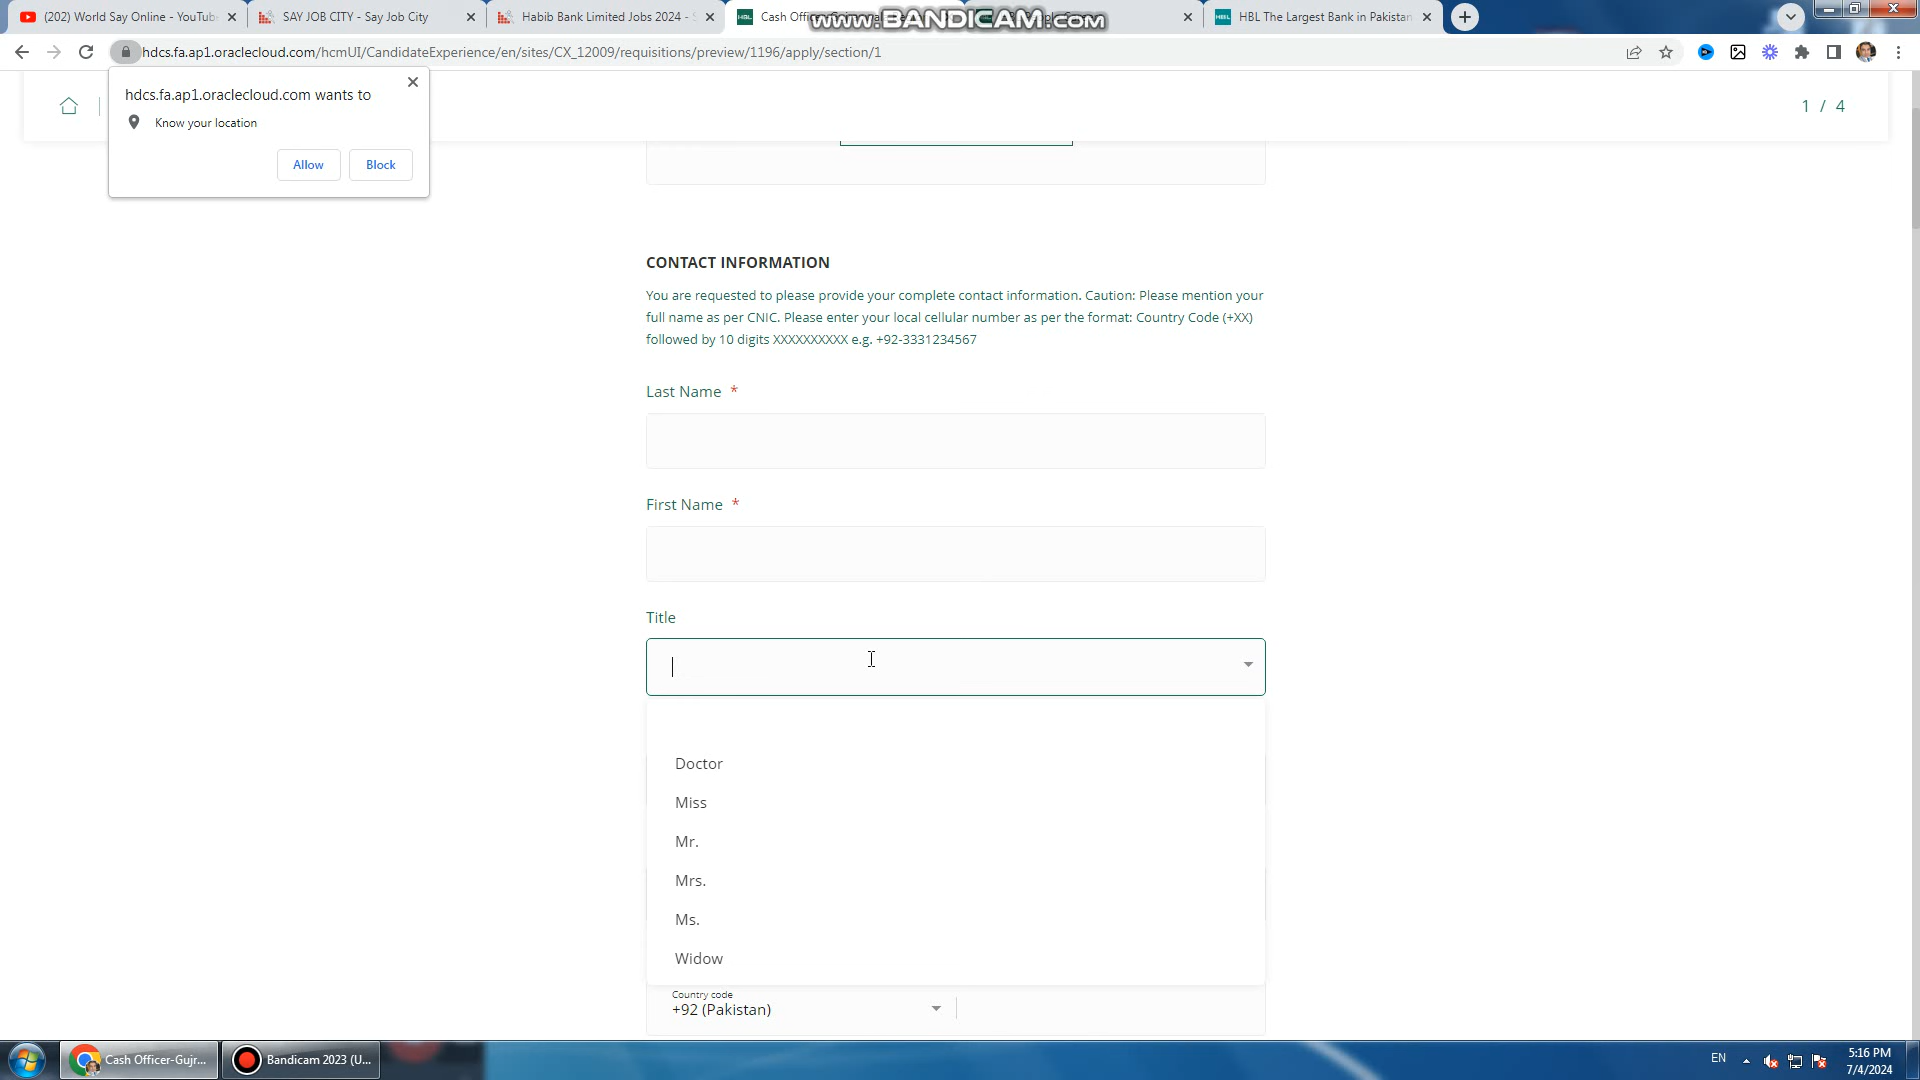 (202) World Say Online - YouTub
SAY JOB CITY - Say Job City
Habib Bank Limited Jobs 2024 - S
HBL The Largest Bank in Pakistan
www.BANDICAM.com
hdcs.fa.ap1.oraclecloud.com/hcmUI/CandidateExperience/en/sites/CX_12009/requisitions/preview/1196/apply/section/1
hdcs.fa.ap1.oraclecloud.com wants to
Know your location
Allow
Block
1 / 4
CONTACT INFORMATION
You are requested to please provide your complete contact information. Caution: Please mention your
full name as per CNIC. Please enter your local cellular number as per the format: Country Code (+XX)
followed by 10 digits XXXXXXXXXX e.g. +92-3331234567
Last Name *
First Name *
Title
Doctor
Miss
Mr.
Mrs.
Ms.
Widow
Country code
+92 (Pakistan)
Cash Officer-Gujr...
Bandicam 2023 (U...
EN
5:16 PM
7/4/2024